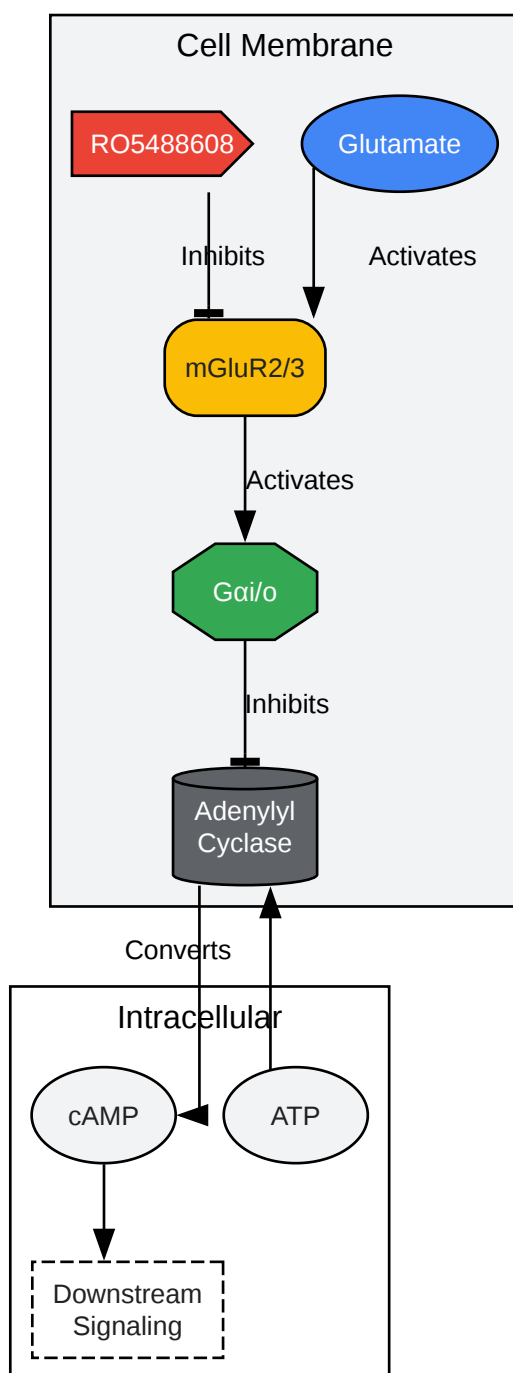 Cell Membrane
RO5488608
Glutamate
Inhibits
Activates
mGluR2/3
Activates
Gαi/o
Inhibits
Adenylyl
Cyclase
Converts
Intracellular
cAMP
ATP
Downstream
Signaling